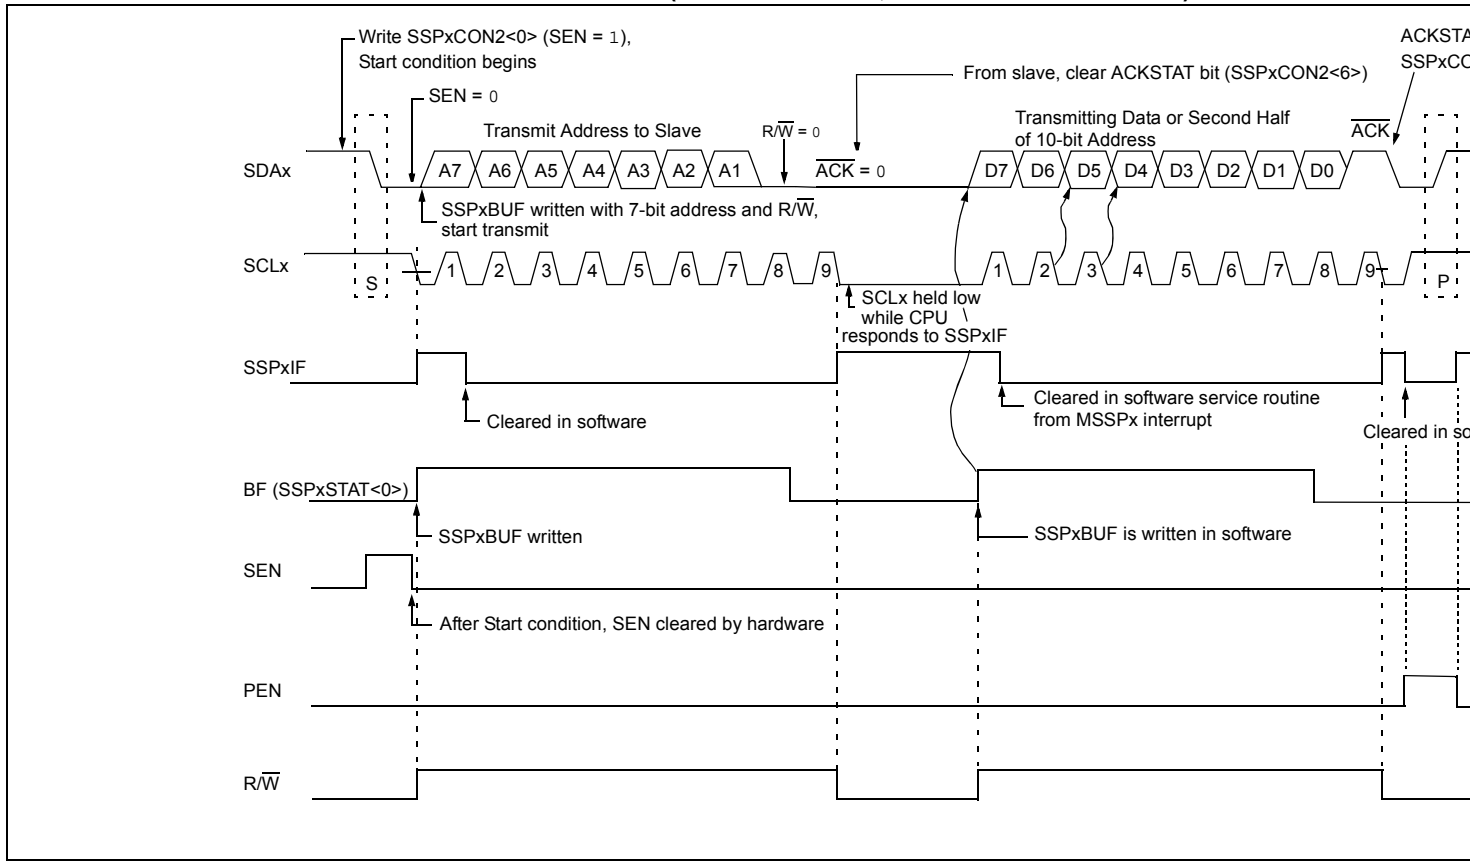 Write SSPxCON2<0> (SEN = 1),
Start condition begins
ACKSTA
SSPxCO
From slave, clear ACKSTAT bit (SSPxCON2<6>)
SEN = 0
Transmit Address to Slave
R/W = 0
Transmitting Data or Second Half
of 10-bit Address
ACK
SDAx
A7 A6 A5 A4 A3 A2 A1
ACK = 0
D7 D6 D5 D4 D3 D2 D1 D0
SSPxBUF written with 7-bit address and R/W,
start transmit
SCLx
S
1 2 3 4 5 6 7 8 9
1 2 3 4 5 6 7 8 9
P
SCLx held low
while CPU
responds to SSPxIF
SSPxIF
Cleared in software
Cleared in software service routine
from MSSPx interrupt
Cleared in so
BF (SSPxSTAT<0>)
SSPxBUF written
SSPxBUF is written in software
SEN
After Start condition, SEN cleared by hardware
PEN
R/W